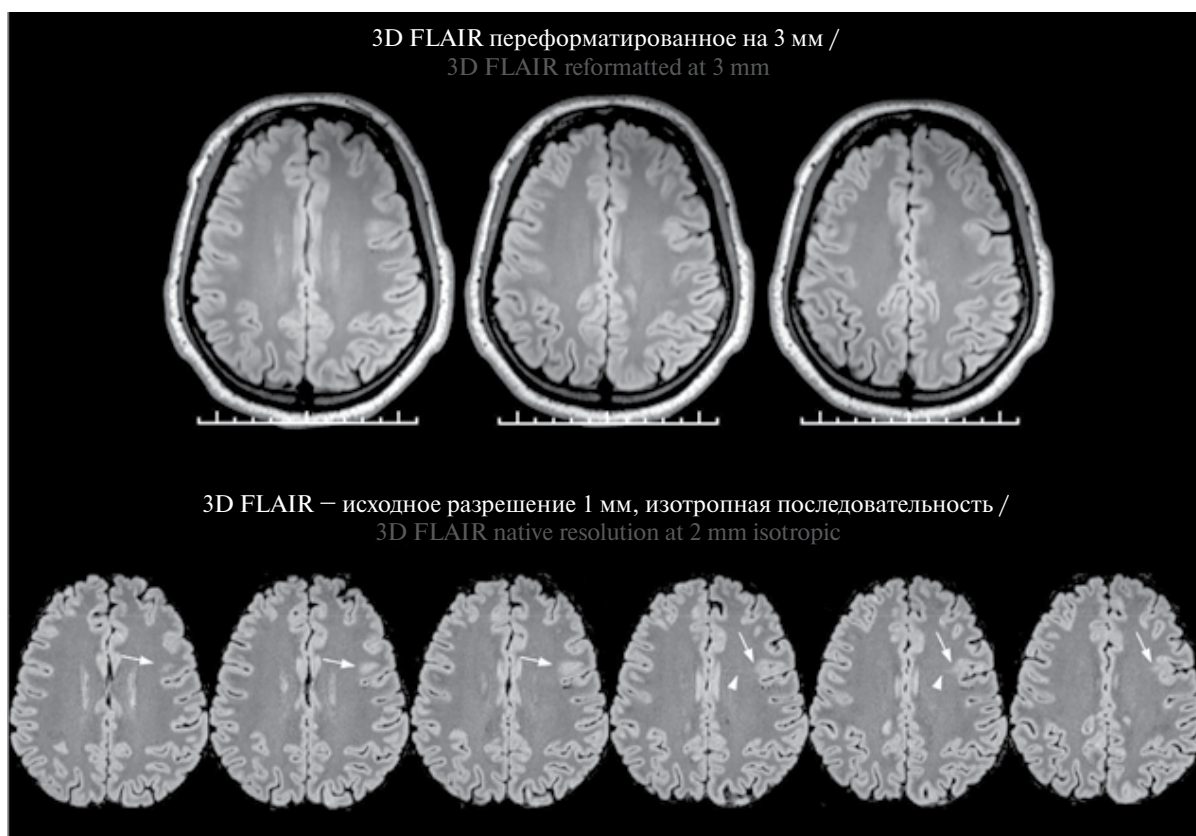 3D FLAIR переформатированное на 3 мм /
3D FLAIR reformatted at 3 mm
3D FLAIR – исходное разрешение 1 мм, изотропная последовательность /
3D FLAIR native resolution at 2 mm isotropic